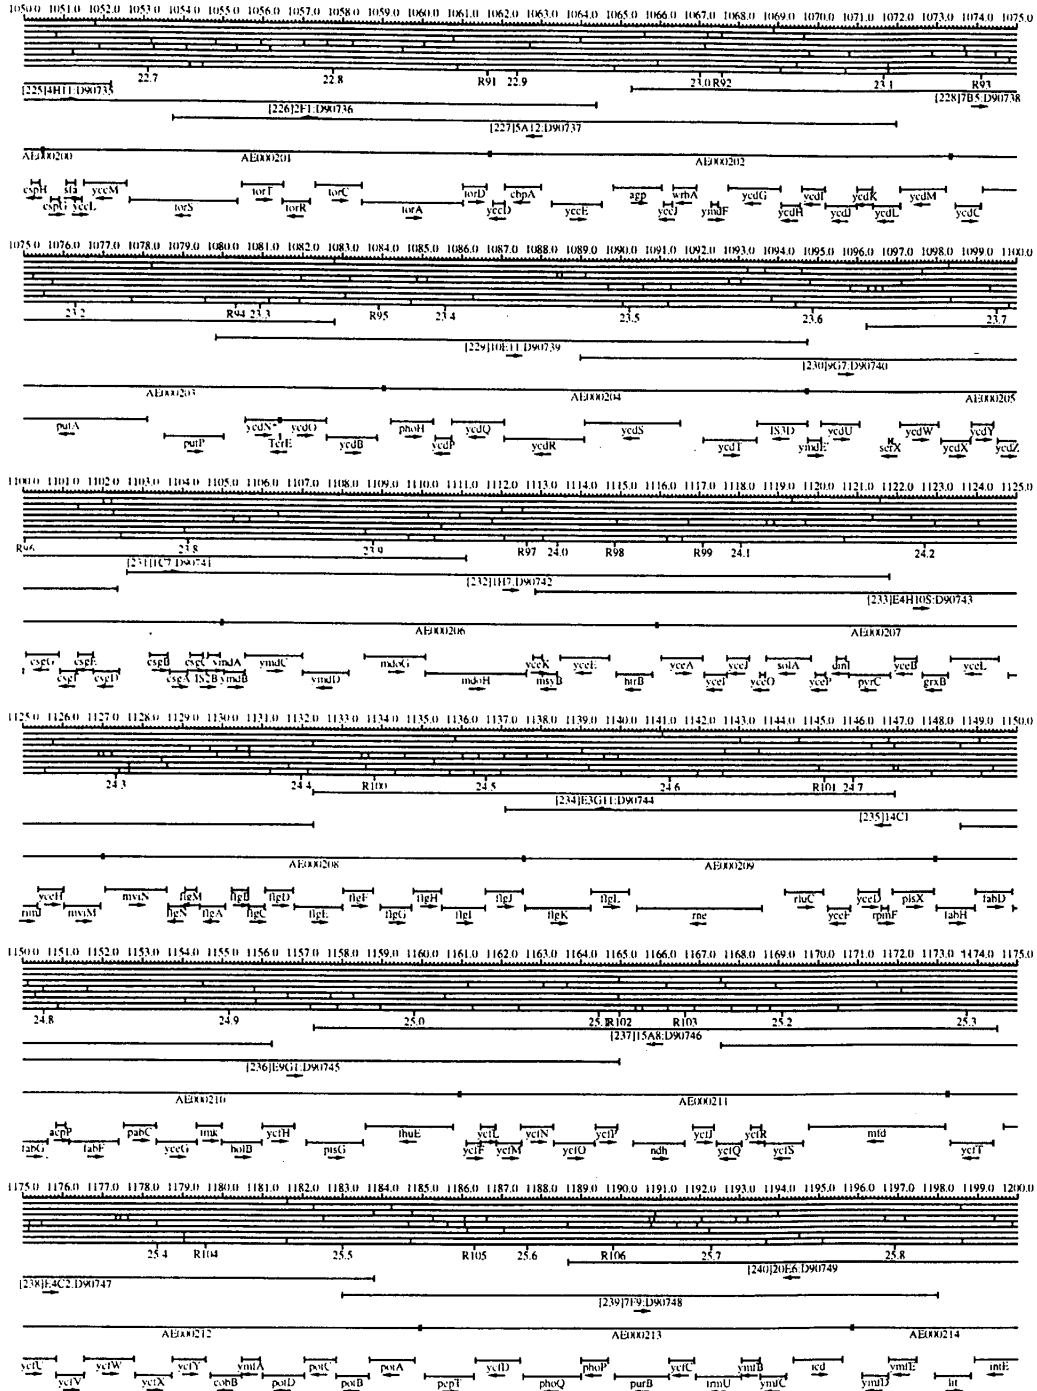 1050.0 1051.0 1052.0 1053.0 1054.0 1055.0 1056.0 1057.0 1058.0 1059.0 1060.0 1061.0 1062.0 1063.0 1064.0 1065.0 1066.0 1067.0 1068.0 1069.0 1070.0 1071.0 1072.0 1073.0 1074.0 1075.0
22.7 22.8 R91 22.9 23.0 R92 23.1 R93
[225]4H11:D90735 [226]2F1:D90736 [227]5A12:D90737 [228]7B5:D90738
AE000200 AE000201 AE000202
cspH sfa yccM torT torC torD cbpA agp wrbA ycdG ycdI ycdK ycdM
cspG yccL torS torR torA yccD yccE yccJ ymdF ycdH ycdJ ycdL ycdC
1075.0 1076.0 1077.0 1078.0 1079.0 1080.0 1081.0 1082.0 1083.0 1084.0 1085.0 1086.0 1087.0 1088.0 1089.0 1090.0 1091.0 1092.0 1093.0 1094.0 1095.0 1096.0 1097.0 1098.0 1099.0 1100.0
23.2 R94 23.3 R95 23.4 23.5 23.6 23.7
[229]10E11:D90739 [230]9G7:D90740
AE000203 AE000204 AE000205
putA ycdN ycdO phoH ycdQ ycdS IS3D ycdU ycdW ycdY
putP ycdB ycdP ycdR ycdT ymdE serX ycdX ycdZ
1100.0 1101.0 1102.0 1103.0 1104.0 1105.0 1106.0 1107.0 1108.0 1109.0 1110.0 1111.0 1112.0 1113.0 1114.0 1115.0 1116.0 1117.0 1118.0 1119.0 1120.0 1121.0 1122.0 1123.0 1124.0 1125.0
R96 23.8 23.9 R97 24.0 R98 R99 24.1 24.2
[231]1C7:D90741 [232]1H7:D90742 [233]E4H10S:D90743
AE000206 AE000207
csgG csgE csgB csgC ymdA ymdC mdoG yceK yceE yceA yceJ solA dinI yceB yceL
csgF csgD csgA IS2B ymdB ymdD mdoH msyB htrB yceI yceO yceP pyrC grxB
1125.0 1126.0 1127.0 1128.0 1129.0 1130.0 1131.0 1132.0 1133.0 1134.0 1135.0 1136.0 1137.0 1138.0 1139.0 1140.0 1141.0 1142.0 1143.0 1144.0 1145.0 1146.0 1147.0 1148.0 1149.0 1150.0
24.3 24.4 R100 24.5 24.6 R101 24.7
[234]E3G11:D90744 [235]14C1
AE000208 AE000209
yceH mviN flgM flgB flgD flgF flgH flgJ flgL rluC yceD plsX fabD
rimJ mviM flgN flgA flgC flgE flgG flgI flgK rne yceF rpmF fabH
1150.0 1151.0 1152.0 1153.0 1154.0 1155.0 1156.0 1157.0 1158.0 1159.0 1160.0 1161.0 1162.0 1163.0 1164.0 1165.0 1166.0 1167.0 1168.0 1169.0 1170.0 1171.0 1172.0 1173.0 1174.0 1175.0
24.8 24.9 25.0 25.1 R102 R103 25.2 25.3
[237]15A8:D90746
[236]E9G1:D90745
AE000210 AE000211
acpP pabC tmk ycfH fhuE ycfL ycfN ycfP ycfJ ycfR mfd
fabG fabF yceG holB ptsG ycfF ycfM ycfO ndh ycfQ ycfS ycfT
1175.0 1176.0 1177.0 1178.0 1179.0 1180.0 1181.0 1182.0 1183.0 1184.0 1185.0 1186.0 1187.0 1188.0 1189.0 1190.0 1191.0 1192.0 1193.0 1194.0 1195.0 1196.0 1197.0 1198.0 1199.0 1200.0
25.4 R104 25.5 R105 25.6 R106 25.7 25.8
[238]E4C2:D90747 [240]20E6:D90749
[239]7F9:D90748
AE000212 AE000213 AE000214
ycfU ycfW ycfY ymfA potC potA ycfD phoP ycfC ymfB icd ymfE intE
ycfV ycfX cobB potD potB pepT phoQ purB trmU ymfC ymfD lit